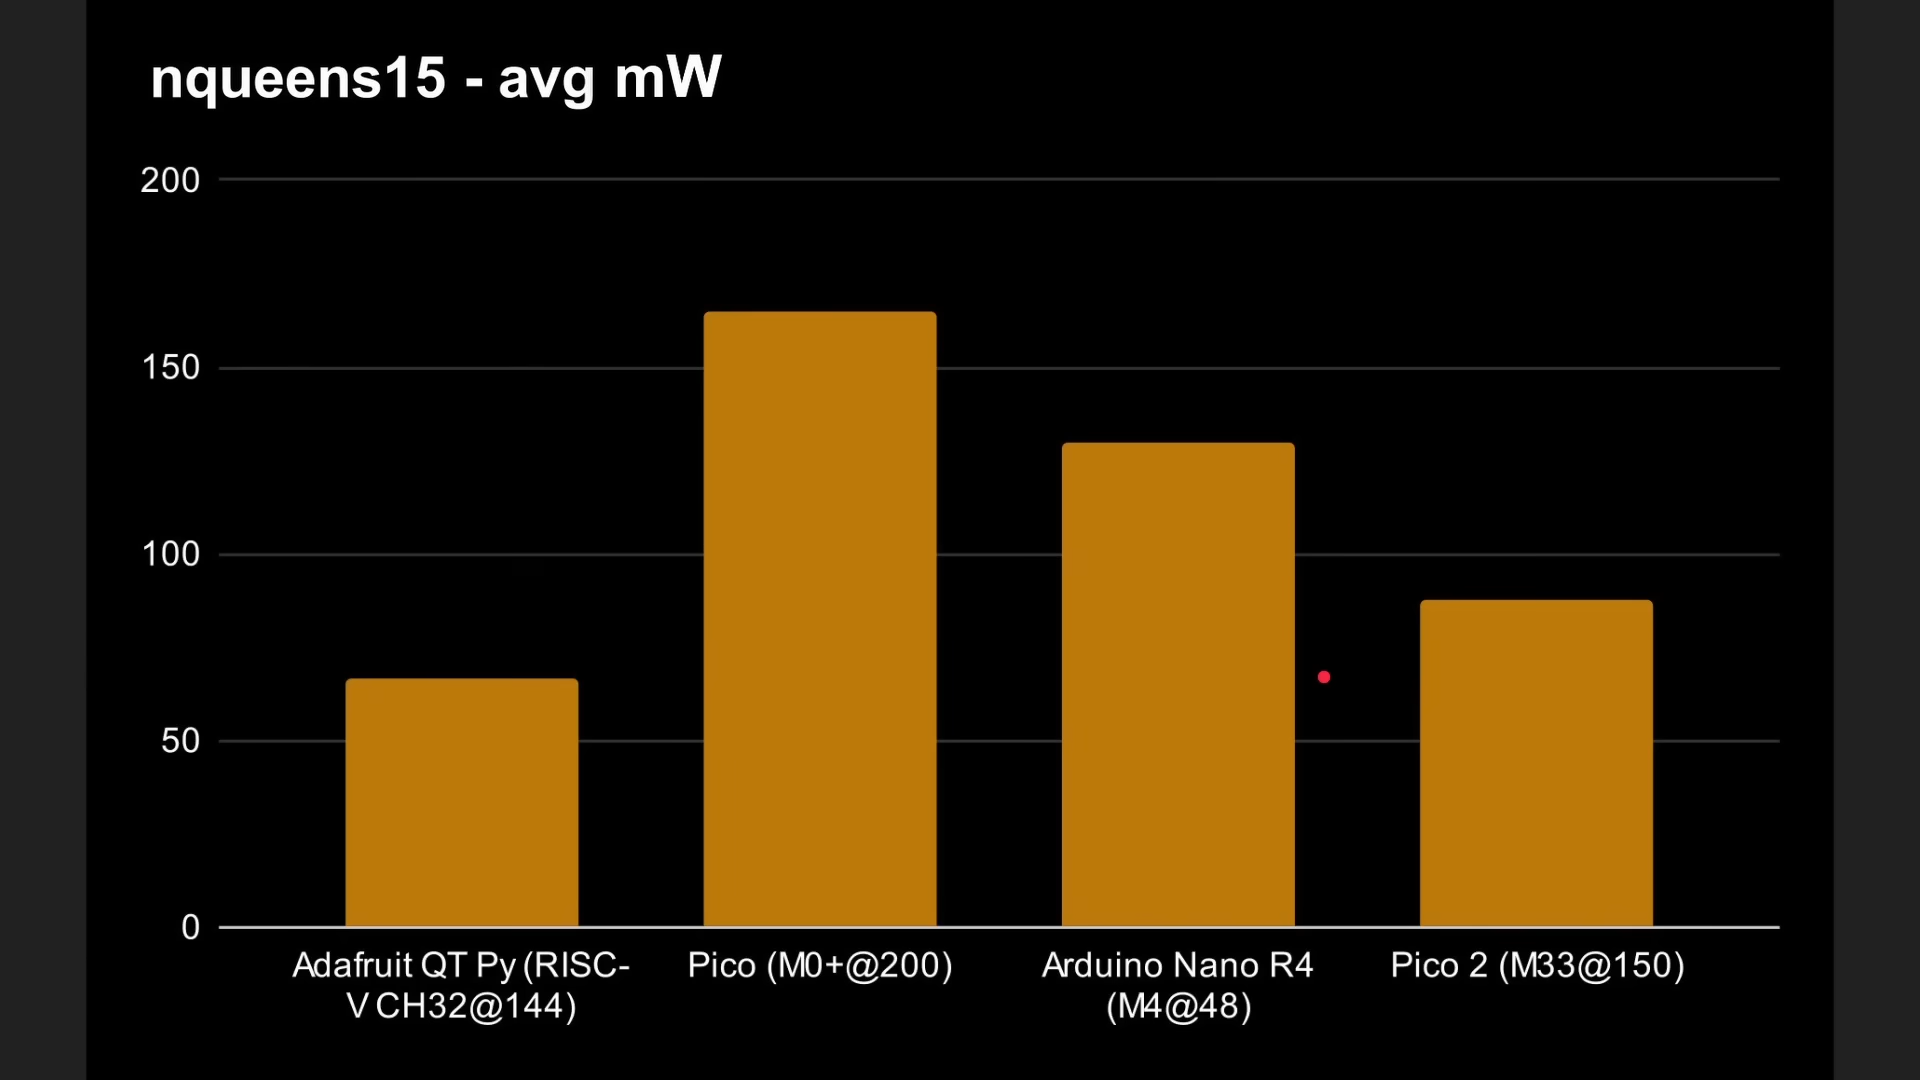 nqueens15 - avg mW
200
150
100
50
0
Adafruit QT Py (RISC-
V CH32@144)
Pico (M0+@200)
Arduino Nano R4
(M4@48)
Pico 2 (M33@150)